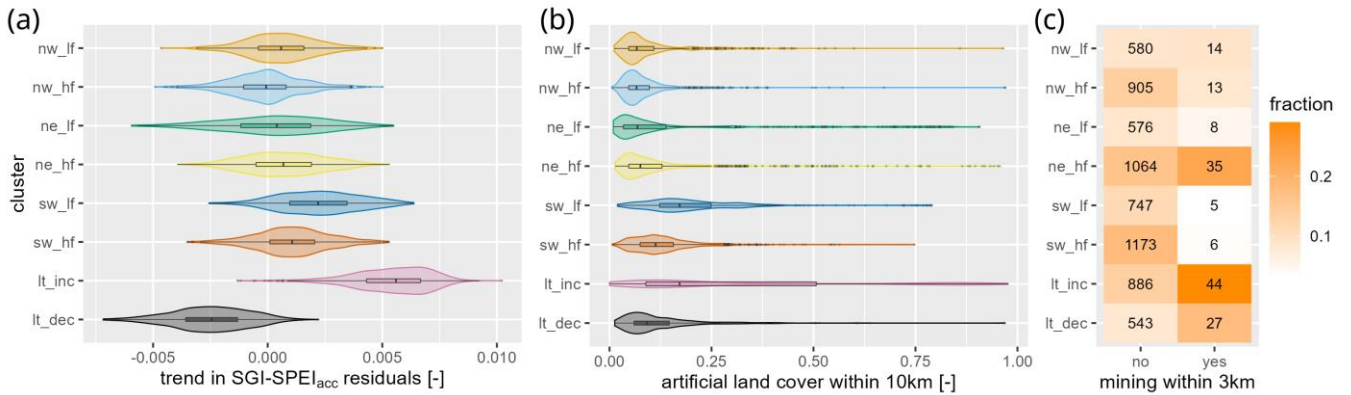 (a)
cluster
nw_lf
nw_hf
ne_lf
ne_hf
sw_lf
sw_hf
lt_inc
lt_dec
-0.005 0.000 0.005 0.010
trend in SGI-SPEIacc residuals [-]
(b)
nw_lf
nw_hf
ne_lf
ne_hf
sw_lf
sw_hf
lt_inc
lt_dec
0.00 0.25 0.50 0.75 1.00
artificial land cover within 10km [-]
(c)
nw_lf 580 14
nw_hf 905 13
ne_lf 576 8
ne_hf 1064 35
sw_lf 747 5
sw_hf 1173 6
lt_inc 886 44
lt_dec 543 27
no yes
mining within 3km
fraction
0.2
0.1